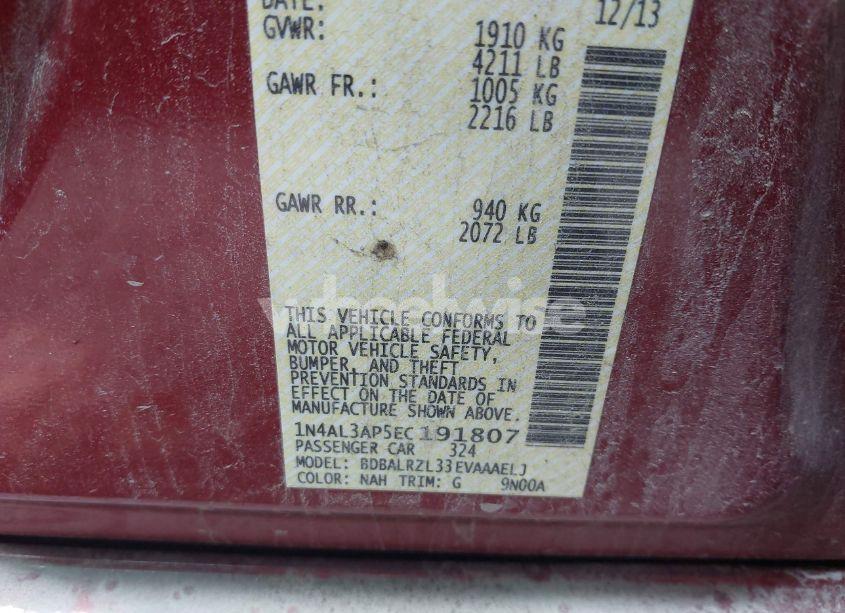 DATE: 12/13
GVWR: 1910 KG
4211 LB
GAWR FR.: 1005 KG
2216 LB
GAWR RR.: 940 KG
2072 LB
wheelwise
THIS VEHICLE CONFORMS TO
ALL APPLICABLE FEDERAL
MOTOR VEHICLE SAFETY,
BUMPER, AND THEFT
PREVENTION STANDARDS IN
EFFECT ON THE DATE OF
MANUFACTURE SHOWN ABOVE.
1N4AL3AP5EC191807
PASSENGER CAR 324
MODEL: BDBALRZL33EVAAAELJ
COLOR: NAH TRIM: G 9N00A